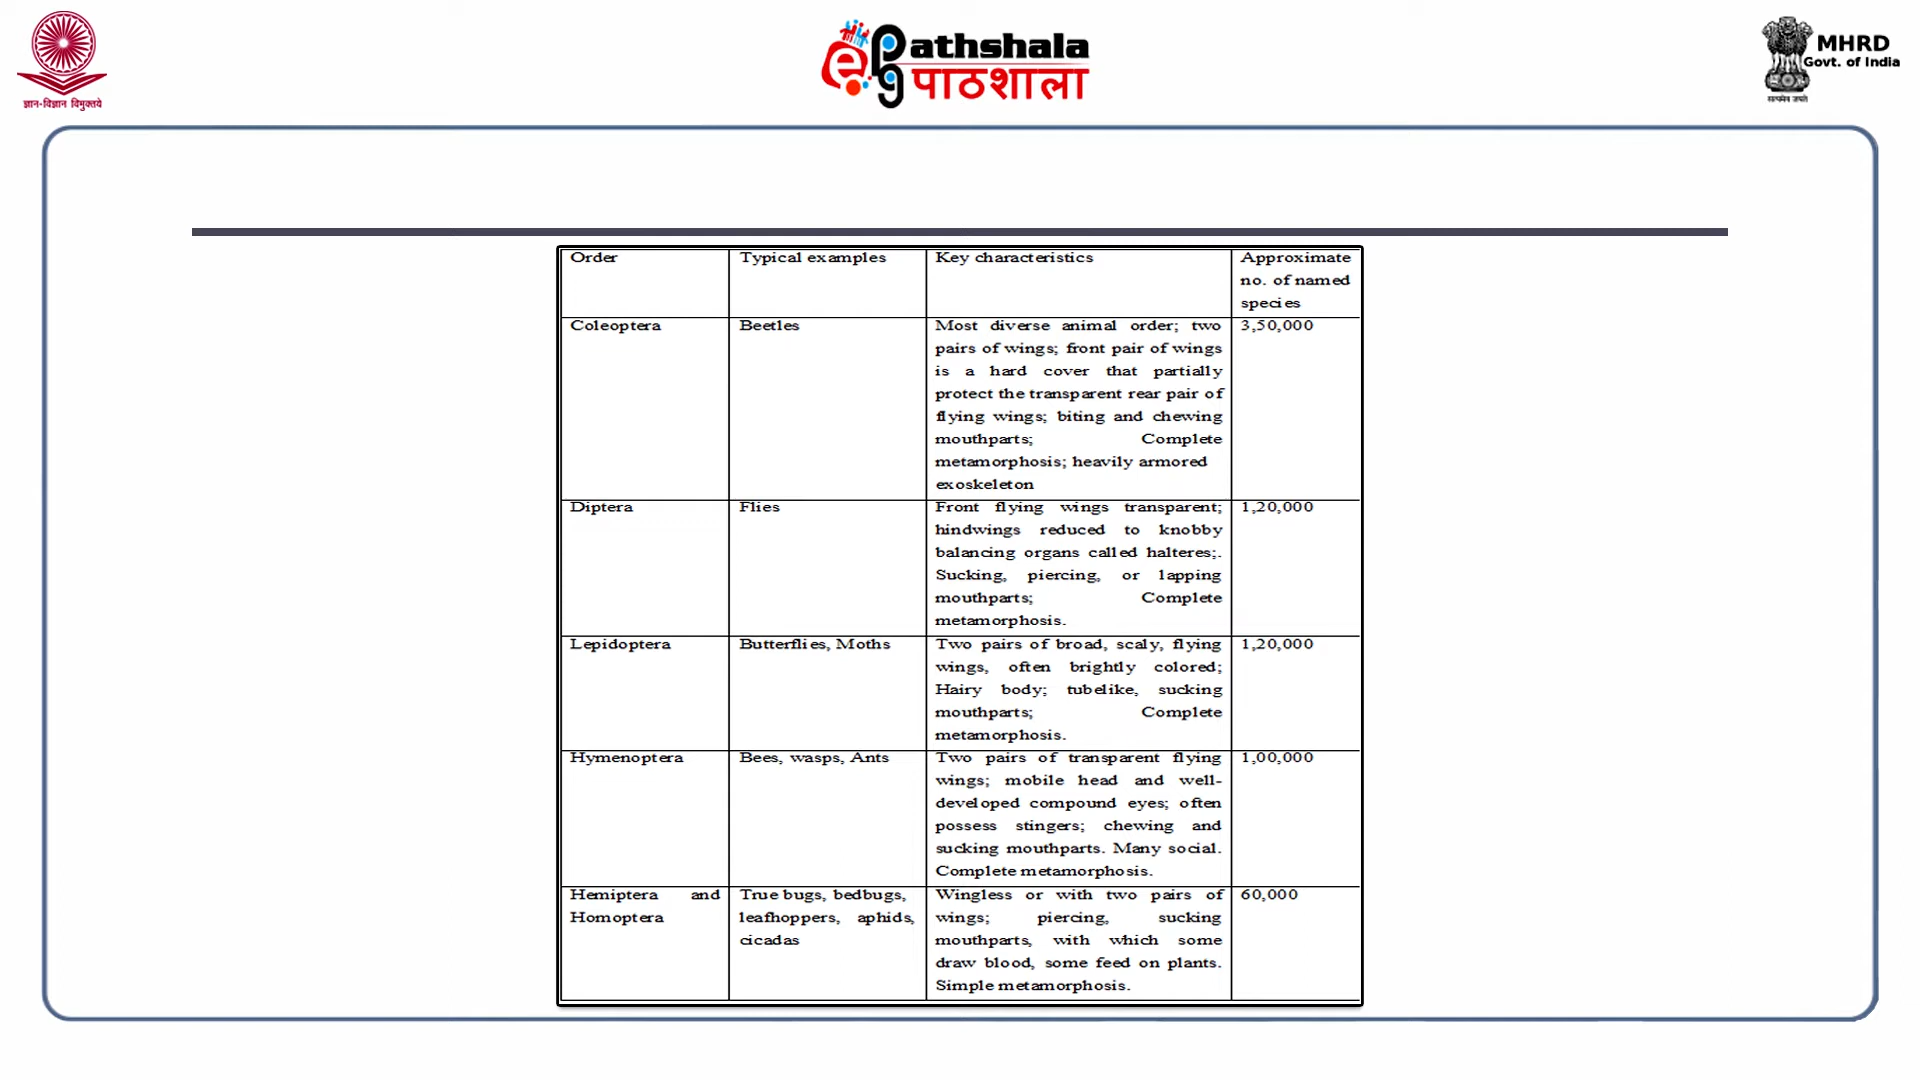 ज्ञान-विज्ञान विमुक्तये
e Pg Pathshala
पाठशाला
सत्यमेव जयते
MHRD
Govt. of India
Order
Typical examples
Key characteristics
Approximate
no. of named
species
Coleoptera
Beetles
Most diverse animal order; two
pairs of wings; front pair of wings
is a hard cover that partially
protect the transparent rear pair of
flying wings; biting and chewing
mouthparts; Complete
metamorphosis; heavily armored
exoskeleton
3,50,000
Diptera
Flies
Front flying wings transparent;
hindwings reduced to knobby
balancing organs called halteres;.
Sucking, piercing, or lapping
mouthparts; Complete
metamorphosis.
1,20,000
Lepidoptera
Butterflies, Moths
Two pairs of broad, scaly, flying
wings, often brightly colored;
Hairy body; tubelike, sucking
mouthparts; Complete
metamorphosis.
1,20,000
Hymenoptera
Bees, wasps, Ants
Two pairs of transparent flying
wings; mobile head and well-
developed compound eyes; often
possess stingers; chewing and
sucking mouthparts. Many social.
Complete metamorphosis.
1,00,000
Hemiptera and
Homoptera
True bugs, bedbugs,
leafhoppers, aphids,
cicadas
Wingless or with two pairs of
wings; piercing, sucking
mouthparts, with which some
draw blood, some feed on plants.
Simple metamorphosis.
60,000